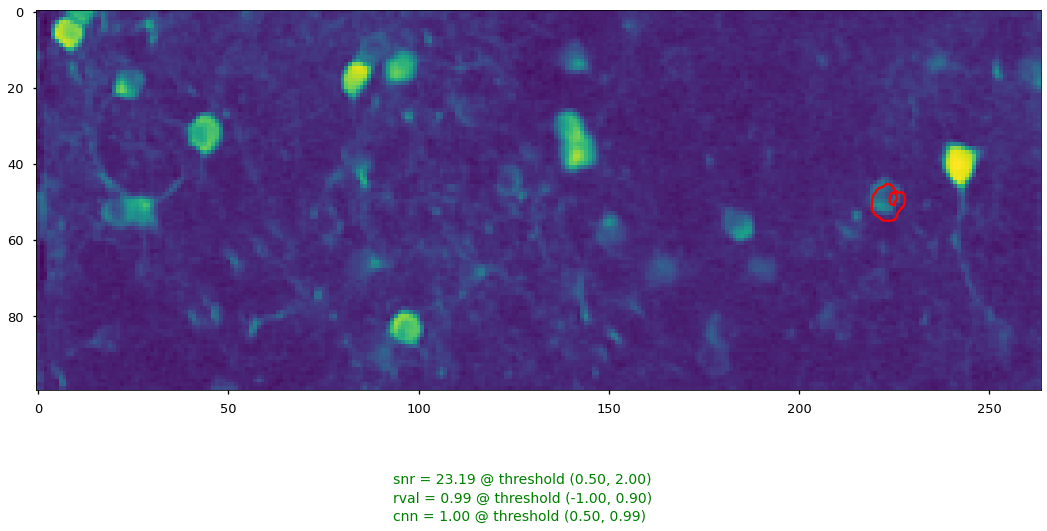 0
20
40
60
80
0 50 100 150 200 250
snr = 23.19 @ threshold (0.50, 2.00)
rval = 0.99 @ threshold (-1.00, 0.90)
cnn = 1.00 @ threshold (0.50, 0.99)